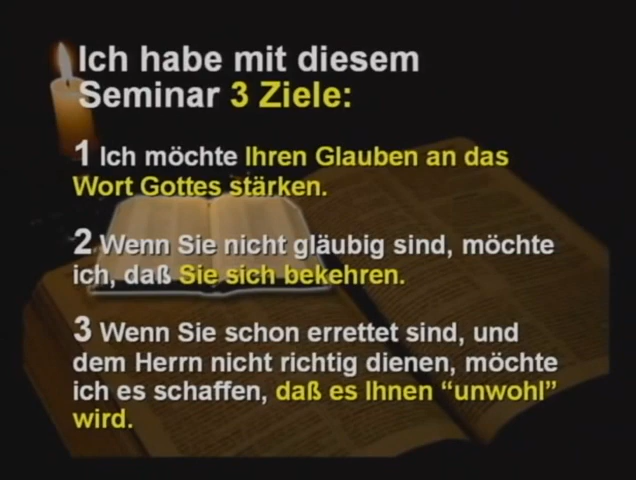 Ich habe mit diesem
Seminar 3 Ziele:
1 Ich möchte Ihren Glauben an das
Wort Gottes stärken.
2 Wenn Sie nicht gläubig sind, möchte
ich, daß Sie sich bekehren.
3 Wenn Sie schon errettet sind, und
dem Herrn nicht richtig dienen, möchte
ich es schaffen, daß es Ihnen “unwohl”
wird.